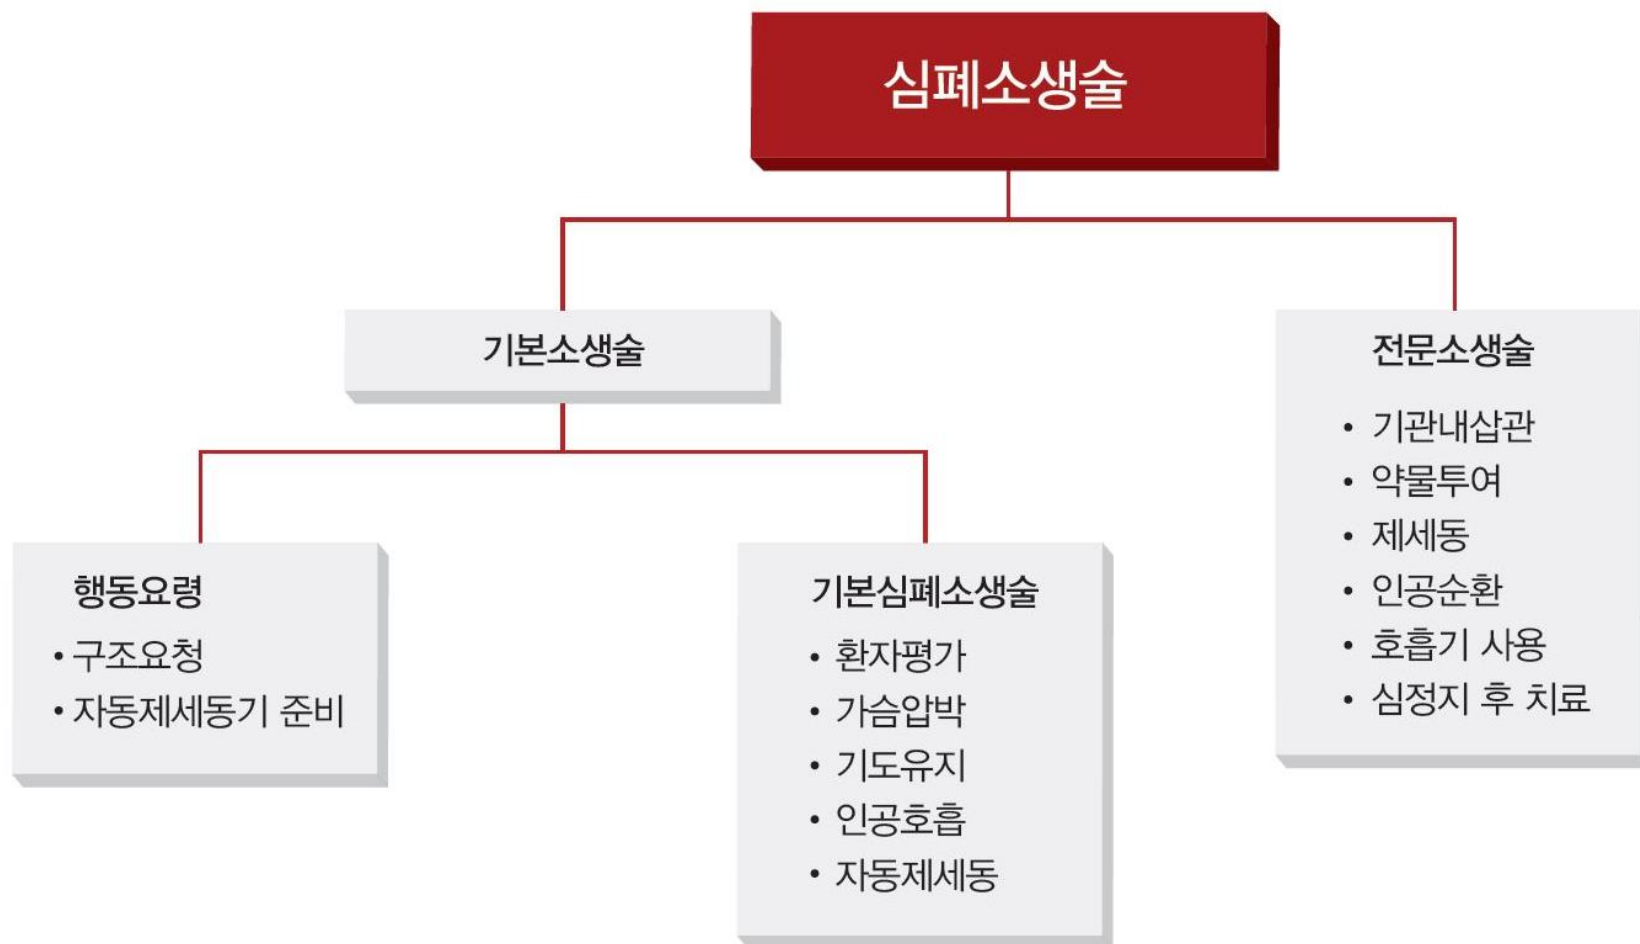 심폐소생술
기본소생술
행동요령
• 구조요청
• 자동제세동기 준비
기본심폐소생술
• 환자평가
• 가슴압박
• 기도유지
• 인공호흡
• 자동제세동
전문소생술
• 기관내삽관
• 약물투여
• 제세동
• 인공순환
• 호흡기 사용
• 심정지 후 치료